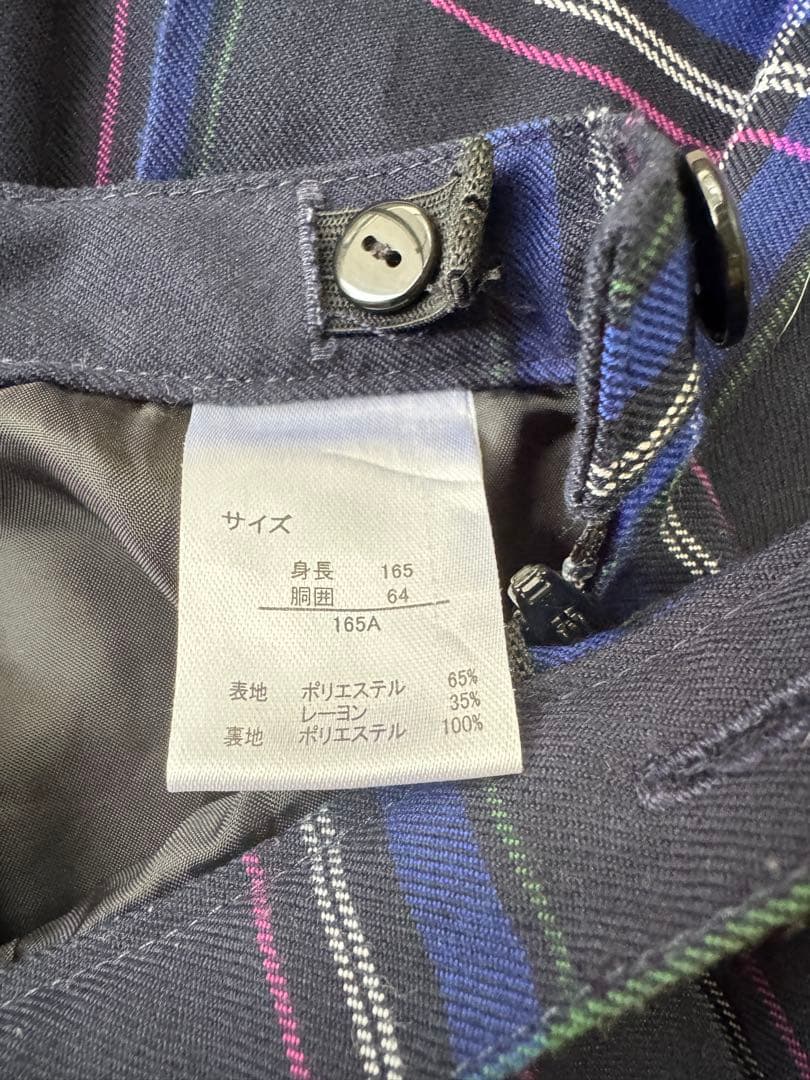 サイズ
身長 165
胴囲 64
165A
表地 ポリエステル 65%
レーヨン 35%
裏地 ポリエステル 100%